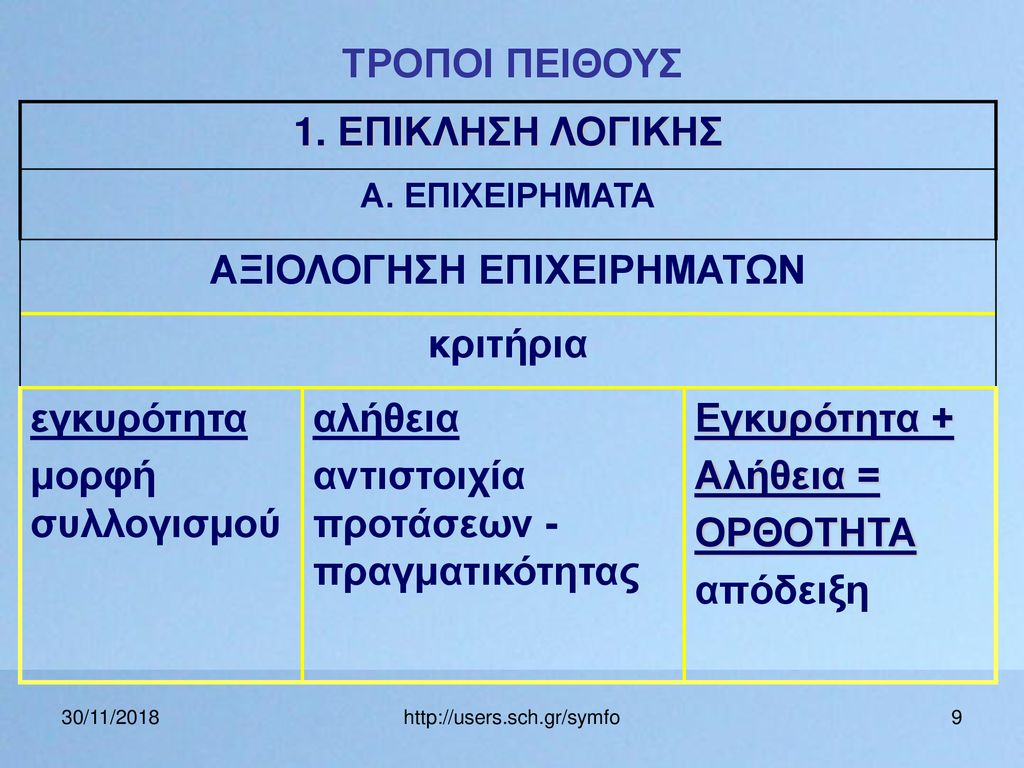 ΤΡΟΠΟΙ ΠΕΙΘΟΥΣ
1. ΕΠΙΚΛΗΣΗ ΛΟΓΙΚΗΣ
Α. ΕΠΙΧΕΙΡΗΜΑΤΑ
ΑΞΙΟΛΟΓΗΣΗ ΕΠΙΧΕΙΡΗΜΑΤΩΝ
κριτήρια
εγκυρότητα
μορφή
συλλογισμού
αλήθεια
αντιστοιχία
προτάσεων -
πραγματικότητας
Εγκυρότητα +
Αλήθεια =
ΟΡΘΟΤΗΤΑ
απόδειξη
30/11/2018
http://users.sch.gr/symfo
9